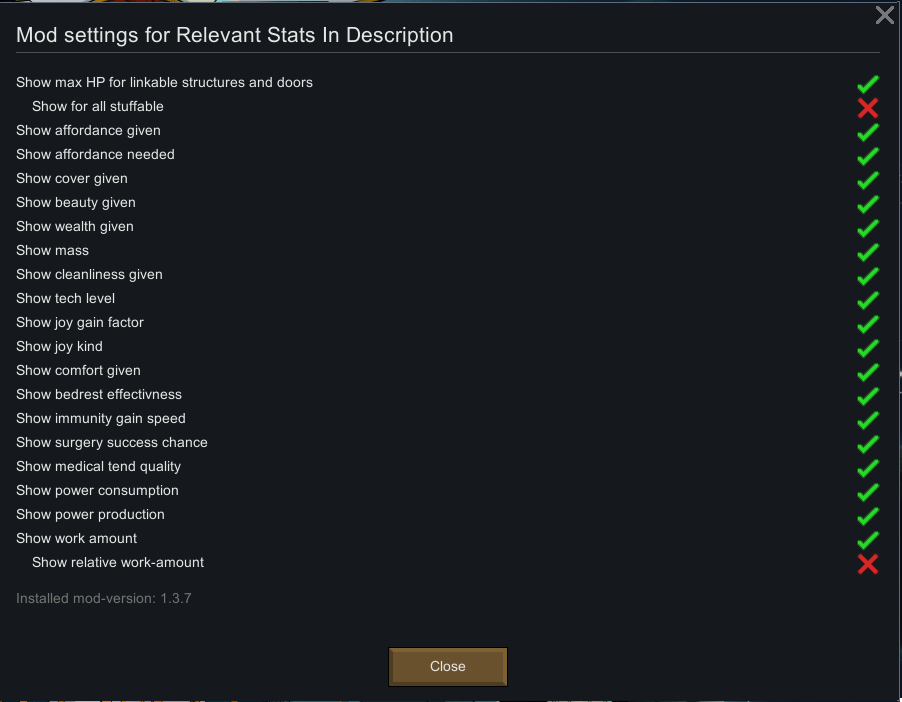 Mod settings for Relevant Stats In Description
Show max HP for linkable structures and doors
Show for all stuffable
Show affordance given
Show affordance needed
Show cover given
Show beauty given
Show wealth given
Show mass
Show cleanliness given
Show tech level
Show joy gain factor
Show joy kind
Show comfort given
Show bedrest effectivness
Show immunity gain speed
Show surgery success chance
Show medical tend quality
Show power consumption
Show power production
Show work amount
Show relative work-amount
Installed mod-version: 1.3.7
Close